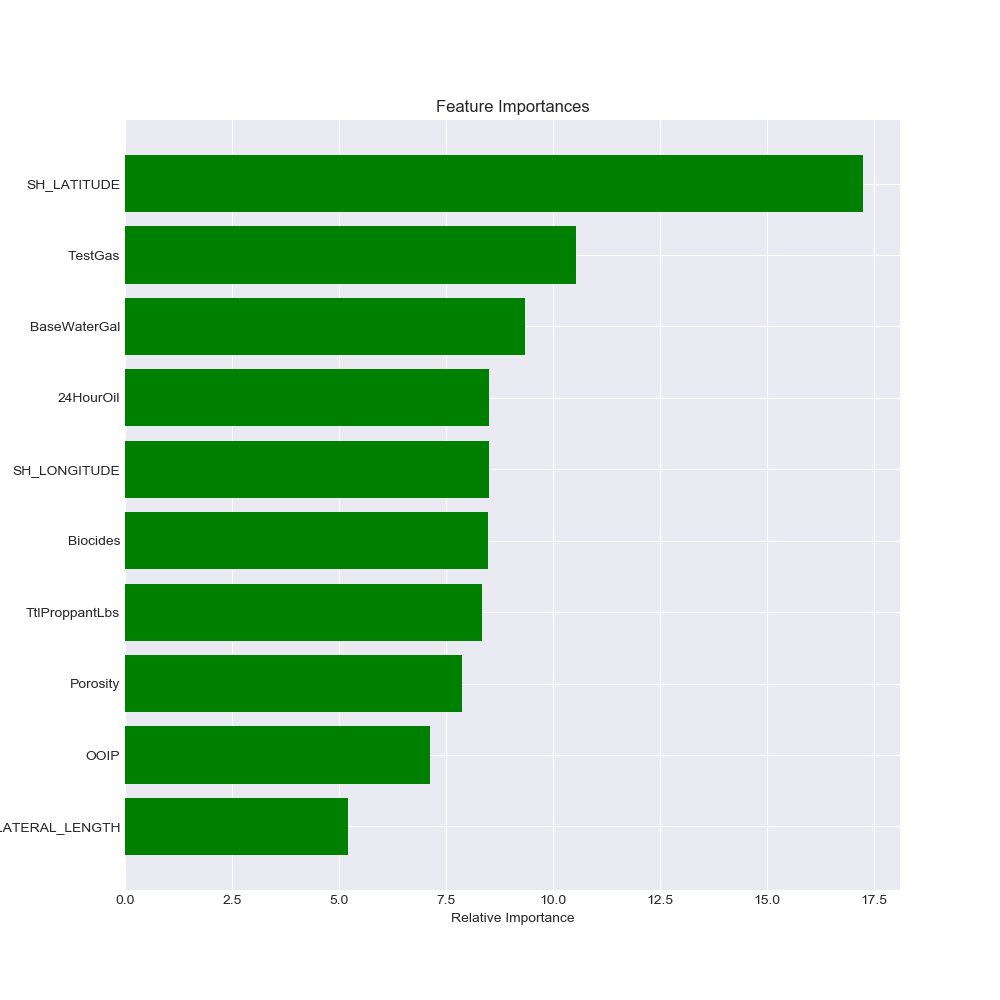 Feature Importances
SH_LATITUDE
TestGas
BaseWaterGal
24HourOil
SH_LONGITUDE
Biocides
TtlProppantLbs
Porosity
OOIP
LATERAL_LENGTH
0.0 2.5 5.0 7.5 10.0 12.5 15.0 17.5
Relative Importance